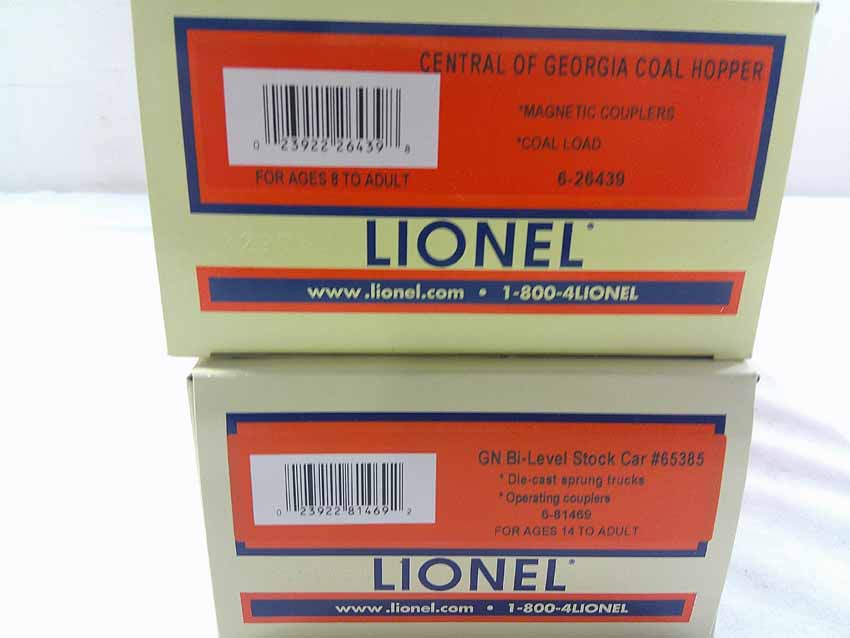 CENTRAL OF GEORGIA COAL HOPPER
*MAGNETIC COUPLERS
*COAL LOAD
0 23922 26439 8
FOR AGES 8 TO ADULT
6-26439
LIONEL
www.lionel.com • 1-800-4LIONEL
GN Bi-Level Stock Car #65385
* Die-cast sprung trucks
* Operating couplers
0 23922 81469 2
6-81469
FOR AGES 14 TO ADULT
LIONEL
www.lionel.com • 1-800-4LIONEL